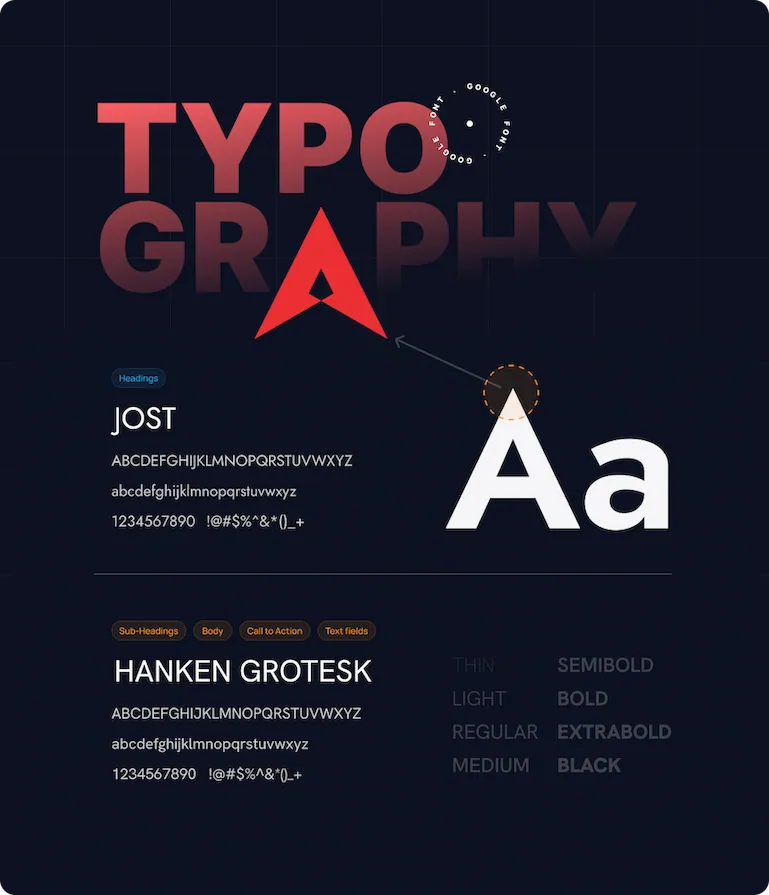 TYPO
GOOGLE FONT · GOOGLE FONT ·
GRAPHY
Headings
JOST
ABCDEFGHIJKLMNOPQRSTUVWXYZ
abcdefghijklmnopqrstuvwxyz
1234567890 !@#$%^&*()_+
Aa
Sub-Headings Body Call to Action Text fields
HANKEN GROTESK
ABCDEFGHIJKLMNOPQRSTUVWXYZ
abcdefghijklmnopqrstuvwxyz
1234567890 !@#$%^&*()_+
THIN SEMIBOLD
LIGHT BOLD
REGULAR EXTRABOLD
MEDIUM BLACK